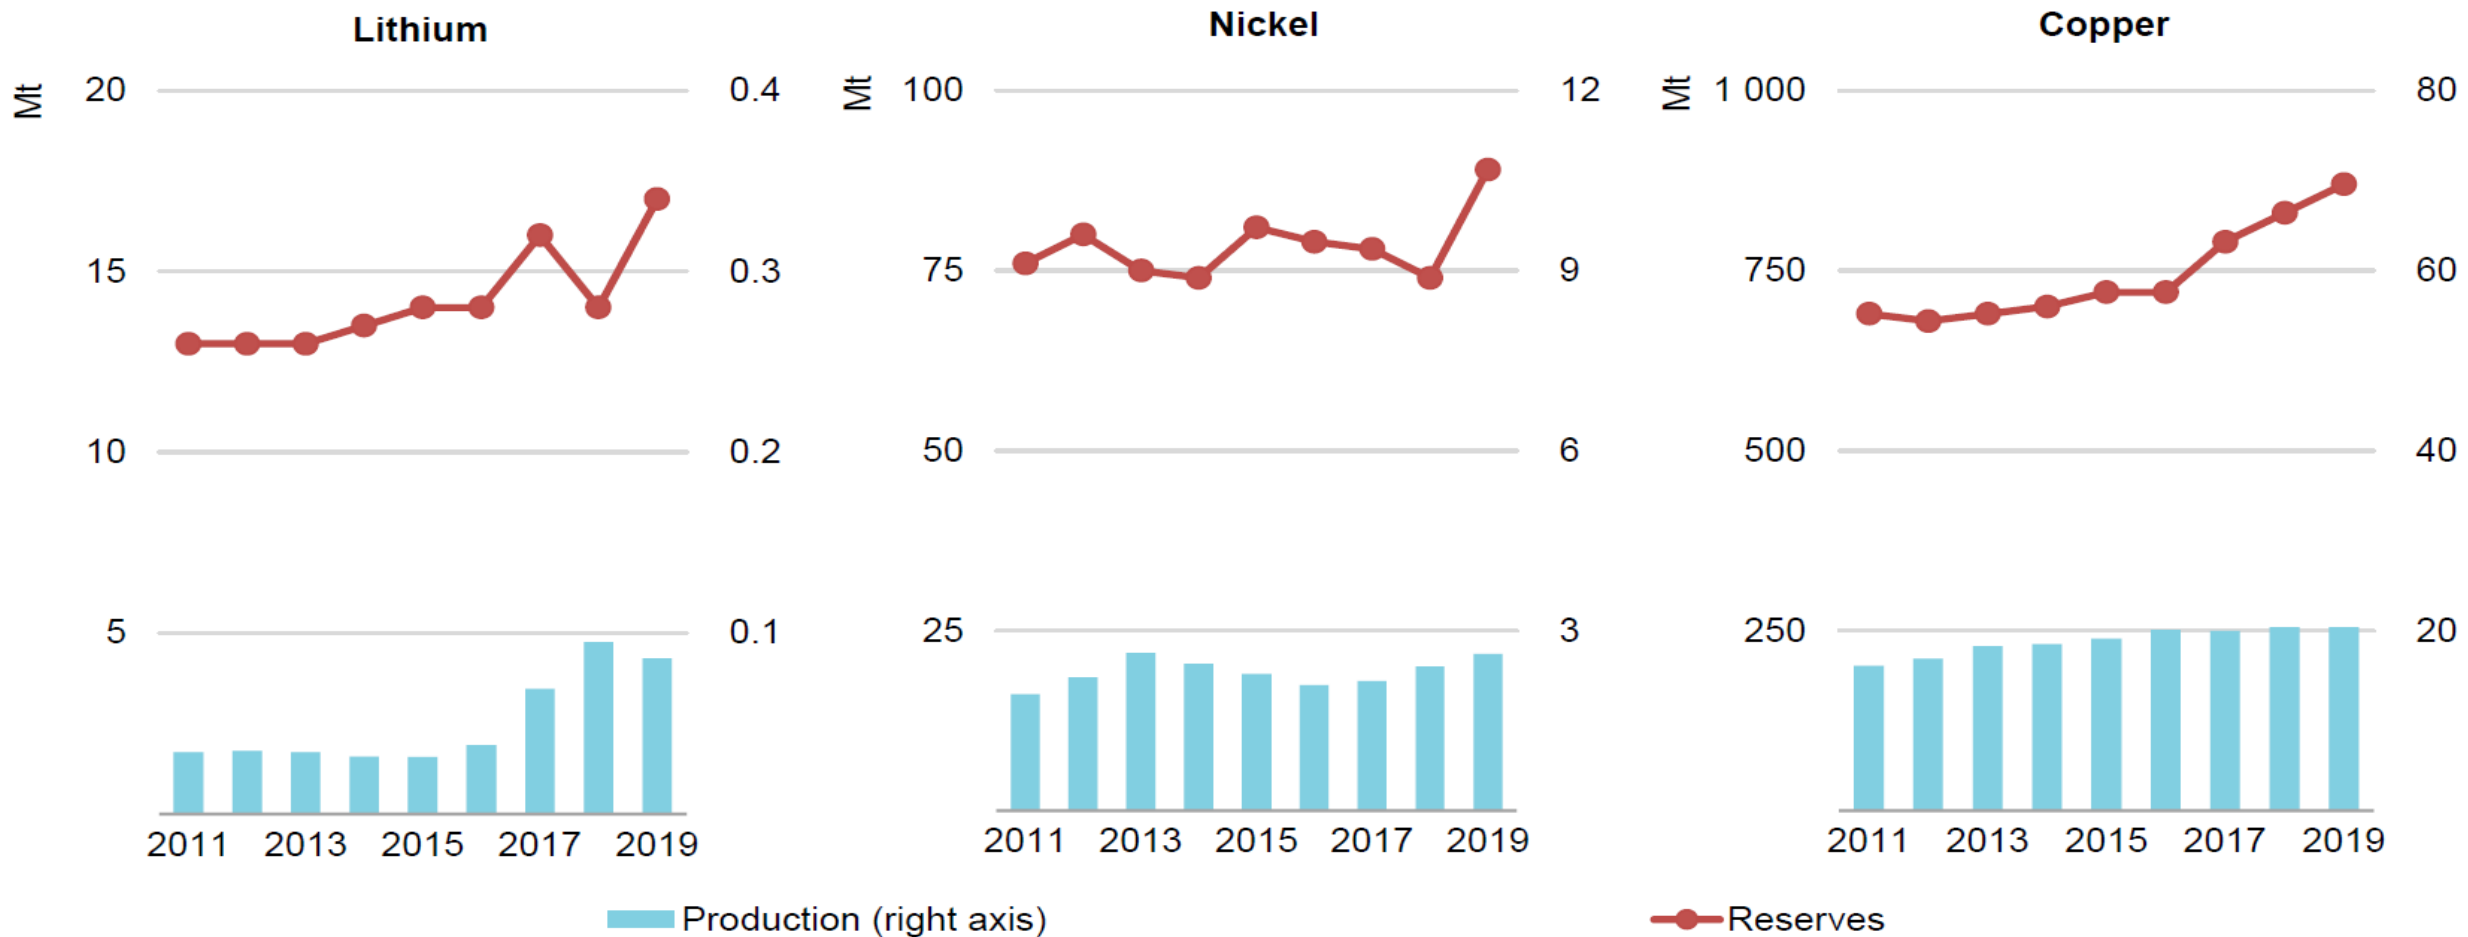 Lithium
Nickel
Copper
Mt 20 0.4
15 0.3
10 0.2
5 0.1
2011 2013 2015 2017 2019
Mt 100 12
75 9
50 6
25 3
2011 2013 2015 2017 2019
Mt 1 000 80
750 60
500 40
250 20
2011 2013 2015 2017 2019
Production (right axis)
Reserves